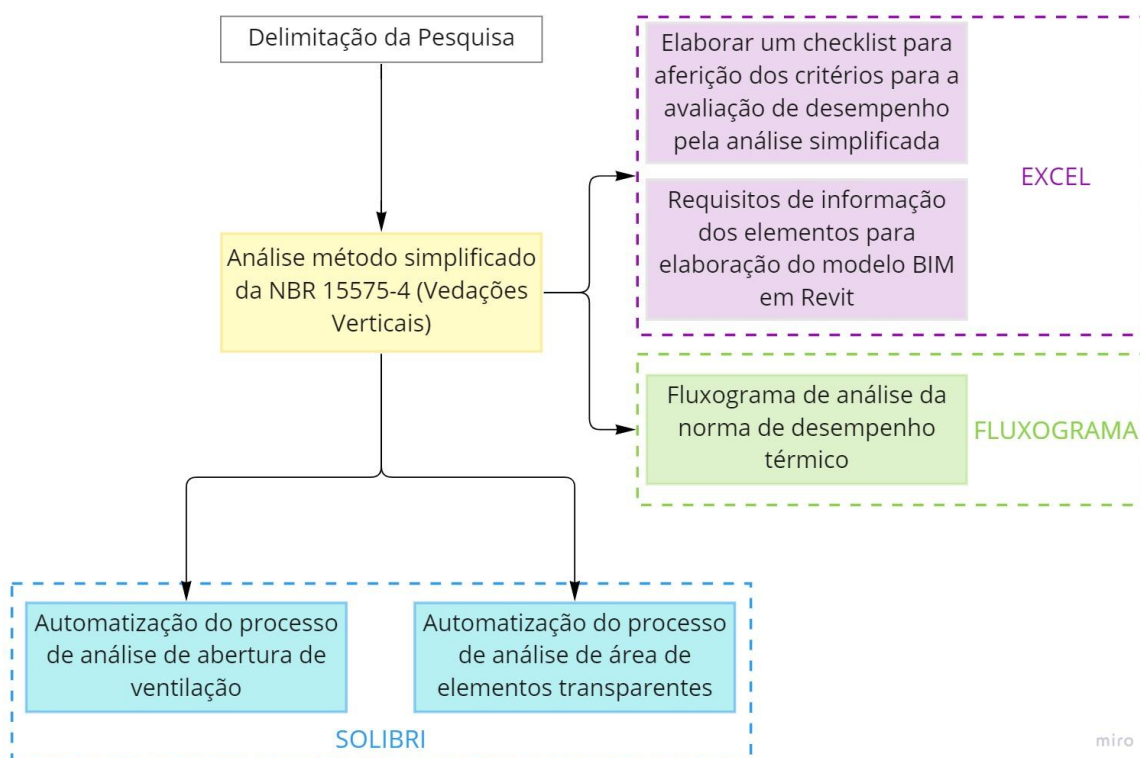 Delimitação da Pesquisa
Elaborar um checklist para
aferição dos critérios para a
avaliação de desempenho
pela análise simplificada
EXCEL
Requisitos de informação
dos elementos para
elaboração do modelo BIM
em Revit
Análise método simplificado
da NBR 15575-4 (Vedações
Verticais)
Fluxograma de análise da
norma de desempenho
térmico
FLUXOGRAMA
Automatização do processo
de análise de abertura de
ventilação
Automatização do processo
de análise de área de
elementos transparentes
SOLIBRI
miro